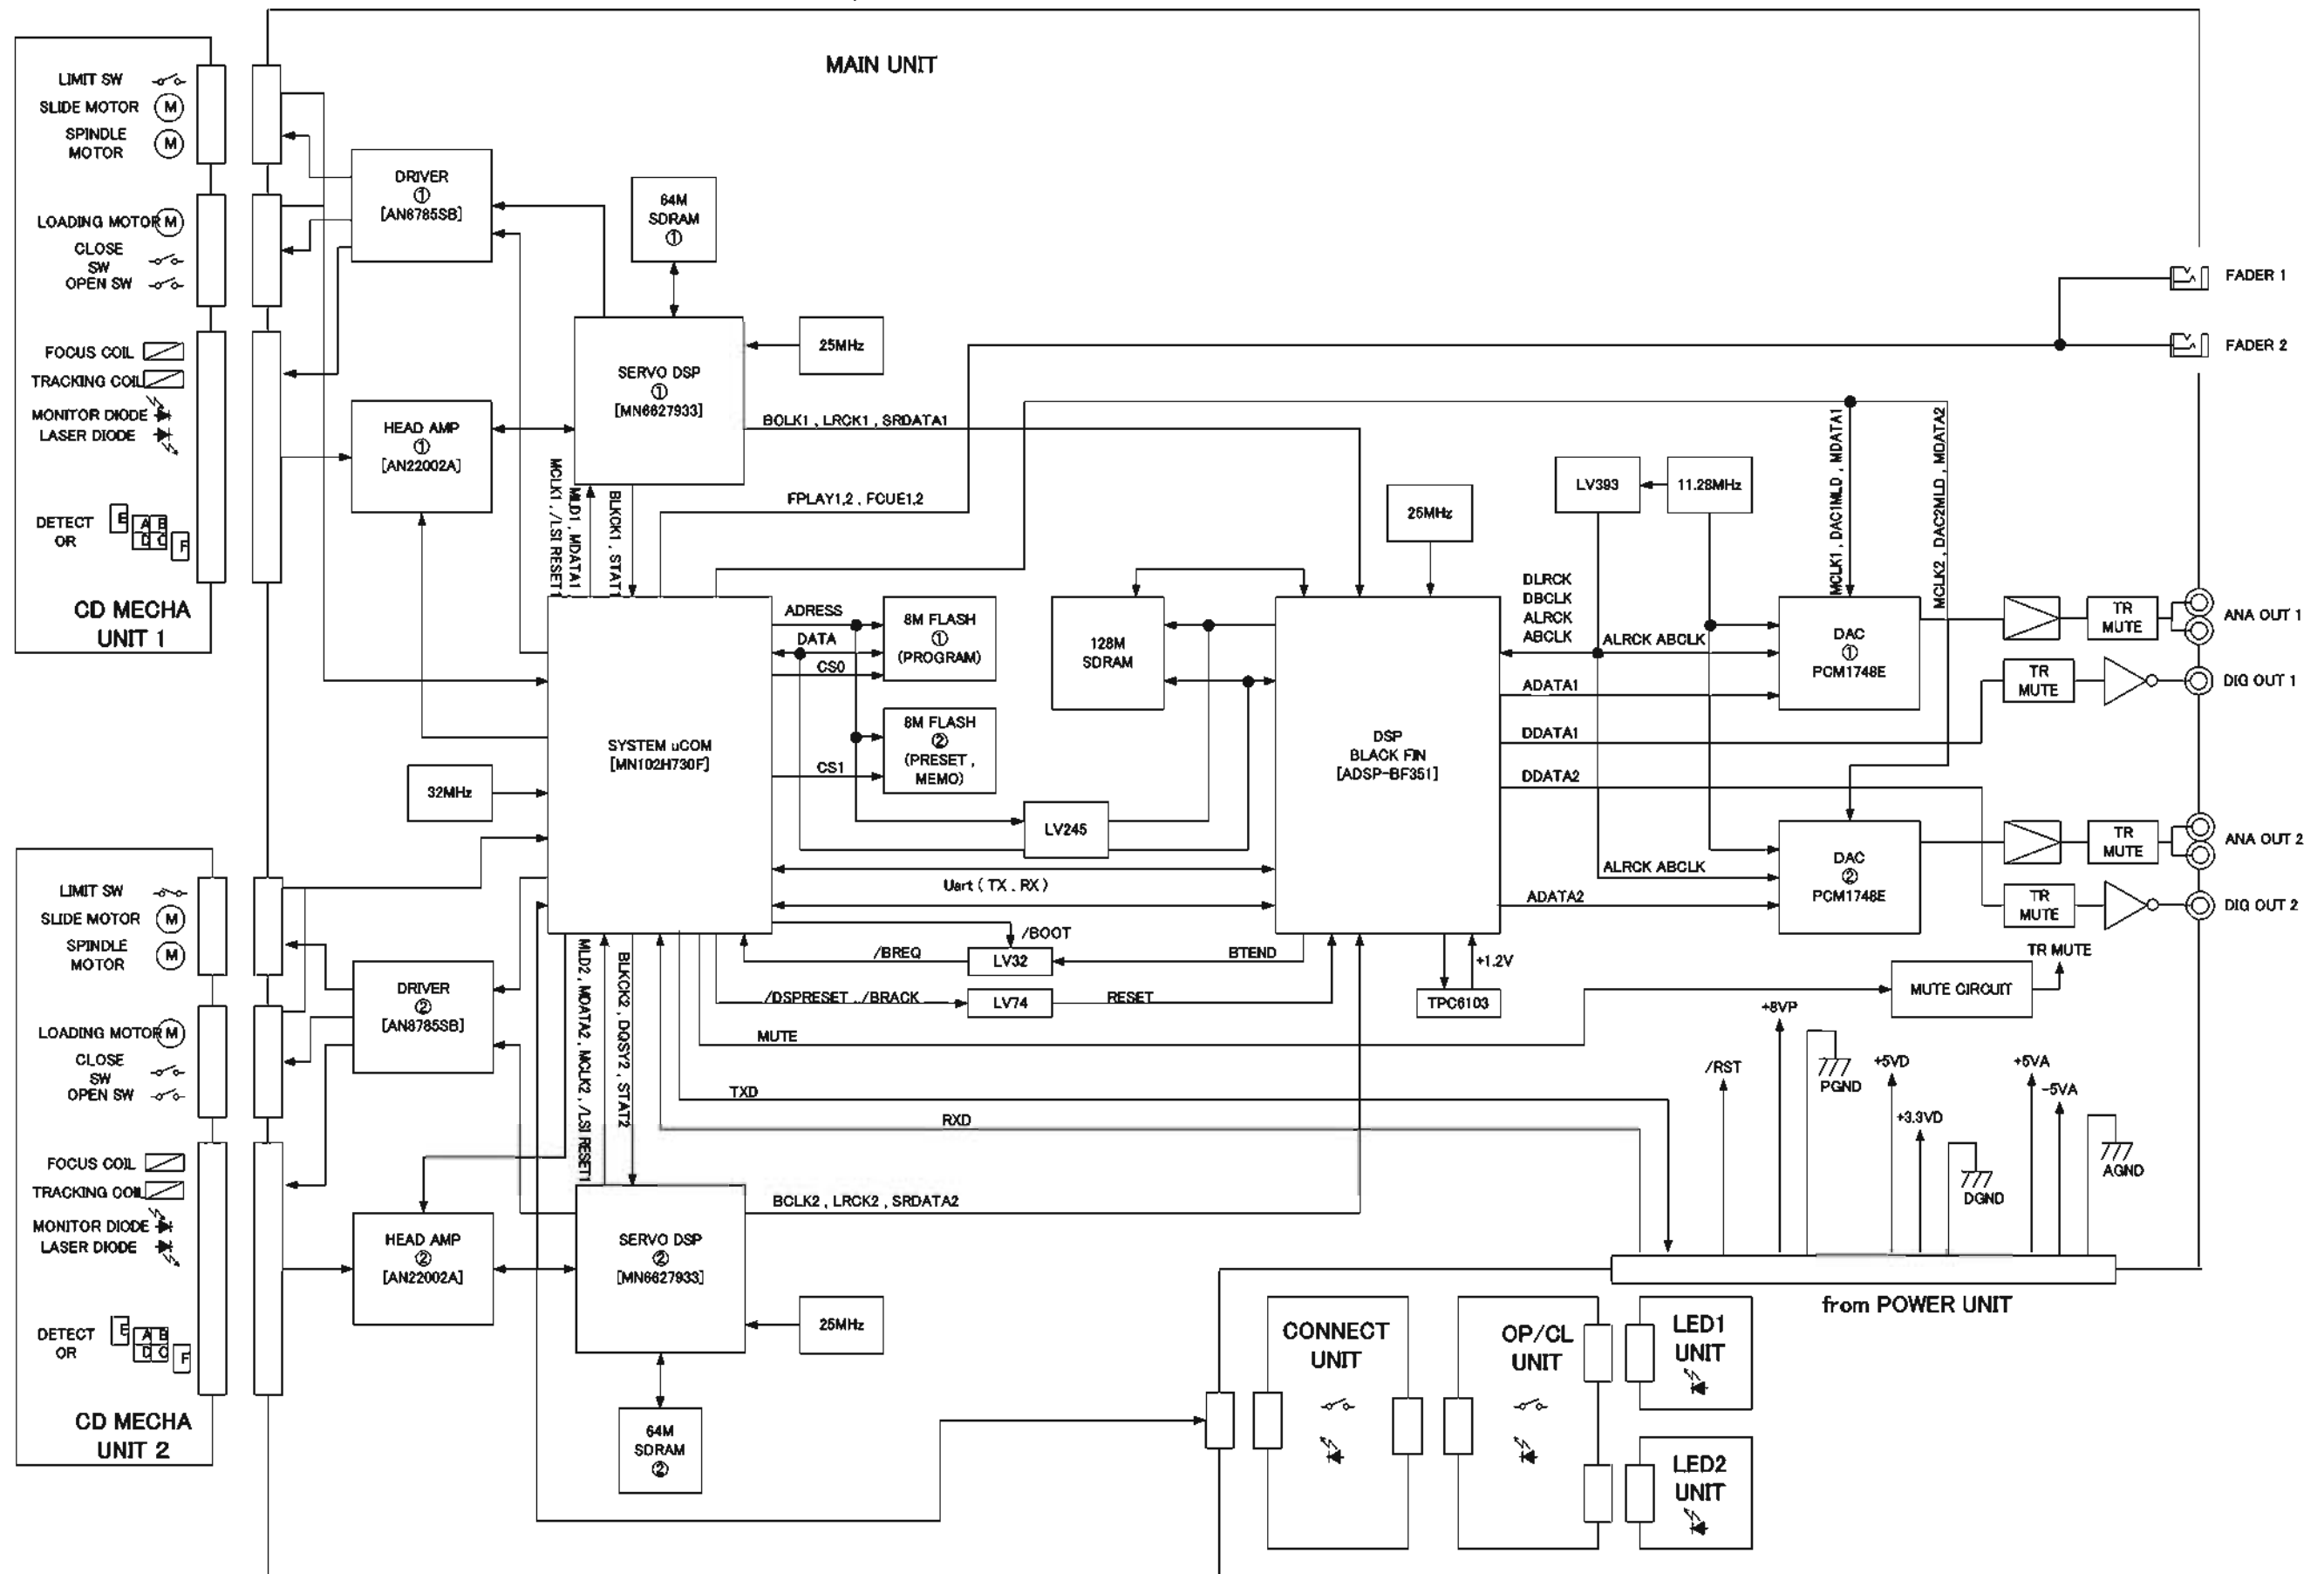 MAIN UNIT
LIMIT SW
SLIDE MOTOR
M
SPINDLE
MOTOR
M
LOADING MOTOR
M
CLOSE
SW
OPEN SW
FOCUS COIL
TRACKING COIL
MONITOR DIODE
LASER DIODE
DETECT
OR
E
A B
D C
F
CD MECHA
UNIT 1
DRIVER
①
[AN8785SB]
HEAD AMP
①
[AN22002A]
64M
SDRAM
①
SERVO DSP
①
[MN6627933]
25MHz
BOLK1 , LRCK1 , SRDATA1
MCLK1 , /LSI RESET1
MLD1 , MDATA1
BLKCK1 , STAT1
FPLAY1,2 , FCUE1,2
FADER 1
FADER 2
SYSTEM uCOM
[MN102H730F]
32MHz
ADRESS
DATA
CS0
CS1
8M FLASH
①
(PROGRAM)
8M FLASH
②
(PRESET ,
MEMO)
LV245
128M
SDRAM
25MHz
DSP
BLACK FIN
[ADSP-BF351]
LV393
11.28MHz
DLRCK
DBCLK
ALRCK
ABCLK
ALRCK ABCLK
ADATA1
DDATA1
DDATA2
ALRCK ABCLK
ADATA2
MCLK1 , DAC1MLD , MDATA1
MCLK2 , DAC2MLD , MDATA2
DAC
①
PCM1748E
DAC
②
PCM1748E
TR
MUTE
ANA OUT 1
TR
MUTE
DIG OUT 1
TR
MUTE
ANA OUT 2
TR
MUTE
DIG OUT 2
Uart ( TX . RX )
/BOOT
/BREQ
LV32
BTEND
/DSPRESET ../BRACK
LV74
RESET
+1.2V
TPC6103
MUTE
MUTE CIRCUIT
TR MUTE
TXD
RXD
MLD2 , MDATA2 , MCLK2 , /LSI RESET1
BLKCK2 , DQSY2 , STAT2
BCLK2 , LRCK2 , SRDATA2
LIMIT SW
SLIDE MOTOR
M
SPINDLE
MOTOR
M
LOADING MOTOR
M
CLOSE
SW
OPEN SW
FOCUS COIL
TRACKING COIL
MONITOR DIODE
LASER DIODE
DETECT
OR
E
A B
D C
F
CD MECHA
UNIT 2
DRIVER
②
[AN8785SB]
HEAD AMP
②
[AN22002A]
SERVO DSP
②
[MN6627933]
25MHz
64M
SDRAM
②
/RST
+8VP
PGND
+5VD
+3.3VD
DGND
+5VA
-5VA
AGND
from POWER UNIT
CONNECT
UNIT
OP/CL
UNIT
LED1
UNIT
LED2
UNIT